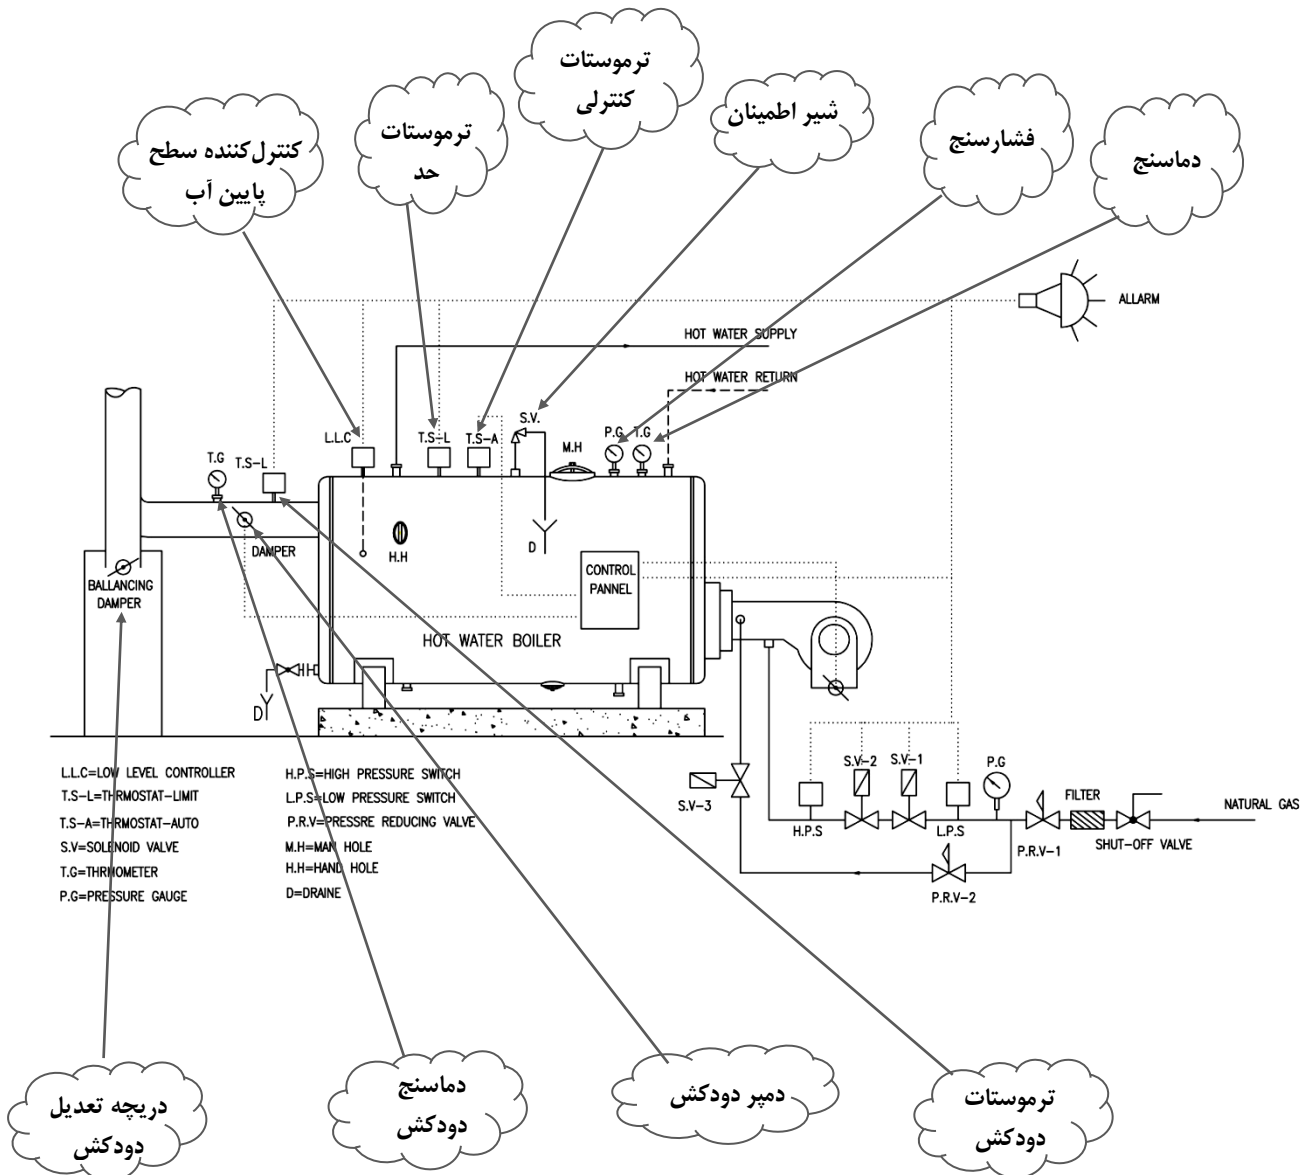 ترموستات
کنترلی
شیر اطمینان
ترموستات
حد
فشارسنج
دماسنج
کنترل‌کننده سطح
پایین آب
ALLARM
HOT WATER SUPPLY
HOT WATER RETURN
S.V.
L.L.C
T.S-L
T.S-A
M.H
P.G
T.G
T.G
T.S-L
DAMPER
H.H
D
CONTROL
PANNEL
BALLANCING
DAMPER
HOT WATER BOILER
D
L.L.C=LOW LEVEL CONTROLLER
T.S-L=THRMOSTAT-LIMIT
T.S-A=THRMOSTAT-AUTO
S.V=SOLENOID VALVE
T.G=THRMOMETER
P.G=PRESSURE GAUGE
H.P.S=HIGH PRESSURE SWITCH
L.P.S=LOW PRESSURE SWITCH
P.R.V=PRESSRE REDUCING VALVE
M.H=MAN HOLE
H.H=HAND HOLE
D=DRAINE
S.V-3
S.V-2
S.V-1
P.G
FILTER
NATURAL GAS
H.P.S
L.P.S
P.R.V-1
SHUT-OFF VALVE
P.R.V-2
دریچه تعدیل
دودکش
دماسنج
دودکش
دمپر دودکش
ترموستات
دودکش